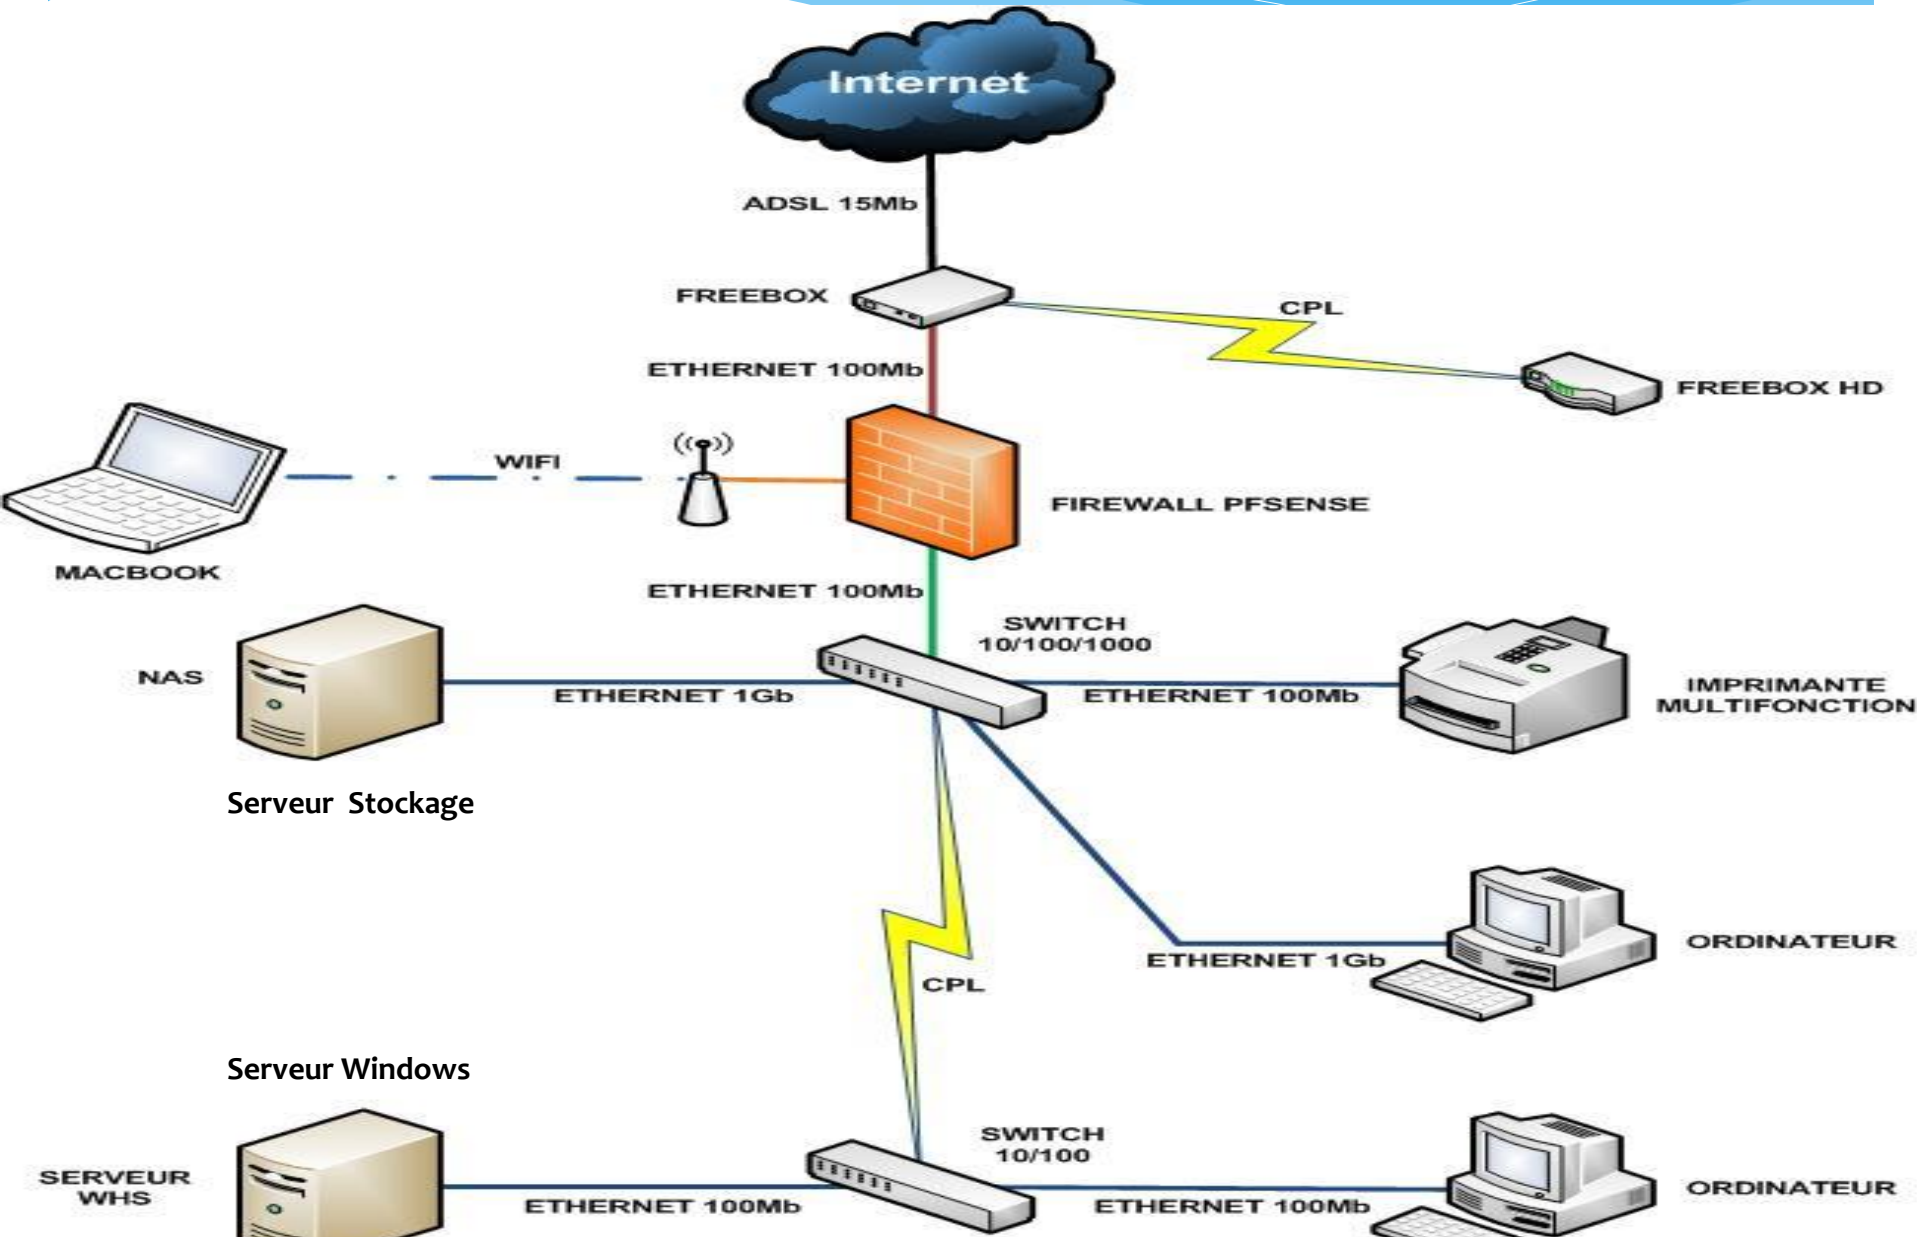 Internet
ADSL 15Mb
FREEBOX
CPL
ETHERNET 100Mb
FREEBOX HD
WIFI
FIREWALL PFSENSE
MACBOOK
ETHERNET 100Mb
SWITCH
10/100/1000
NAS
ETHERNET 1Gb
ETHERNET 100Mb
IMPRIMANTE
MULTIFONCTION
Serveur Stockage
ORDINATEUR
ETHERNET 1Gb
CPL
Serveur Windows
SWITCH
10/100
SERVEUR
WHS
ETHERNET 100Mb
ETHERNET 100Mb
ORDINATEUR